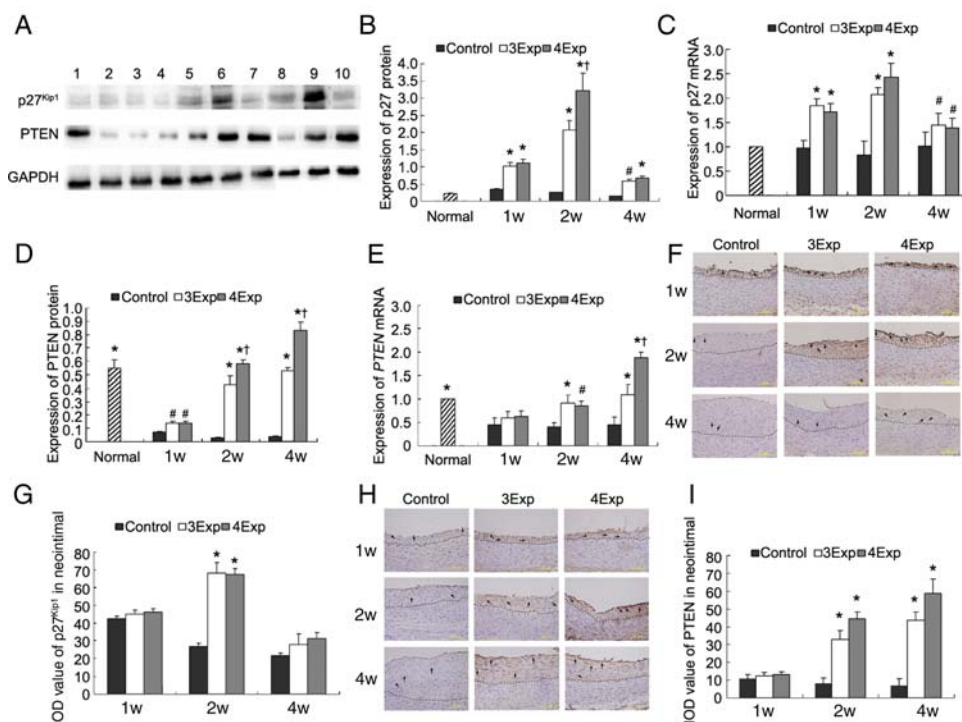 A
1 2 3 4 5 6 7 8 9 10
p27Kip1
PTEN
GAPDH
B
Control 3Exp 4Exp
Expression of p27 protein
4.0
3.5
3.0
2.5
2.0
1.5
1.0
0.5
0
* * * *† # *
Normal 1w 2w 4w
C
Control 3Exp 4Exp
Expression of p27 mRNA
3.0
2.5
2.0
1.5
1.0
0.5
0
* * * * # #
Normal 1w 2w 4w
D
Control 3Exp 4Exp
Expression of PTEN protein
1.0
0.9
0.8
0.7
0.6
0.5
0.4
0.3
0.2
0.1
0
* # # * *† * *†
Normal 1w 2w 4w
E
Control 3Exp 4Exp
Expression of PTEN mRNA
3.0
2.5
2.0
1.5
1.0
0.5
0
* * # * *†
Normal 1w 2w 4w
F
Control 3Exp 4Exp
1w
2w
4w
G
Control 3Exp 4Exp
IOD value of p27Kip1 in neointimal
80
70
60
50
40
30
20
10
0
* *
1w 2w 4w
H
Control 3Exp 4Exp
1w
2w
4w
I
Control 3Exp 4Exp
IOD value of PTEN in neointimal
80
70
60
50
40
30
20
10
0
* * * *
1w 2w 4w